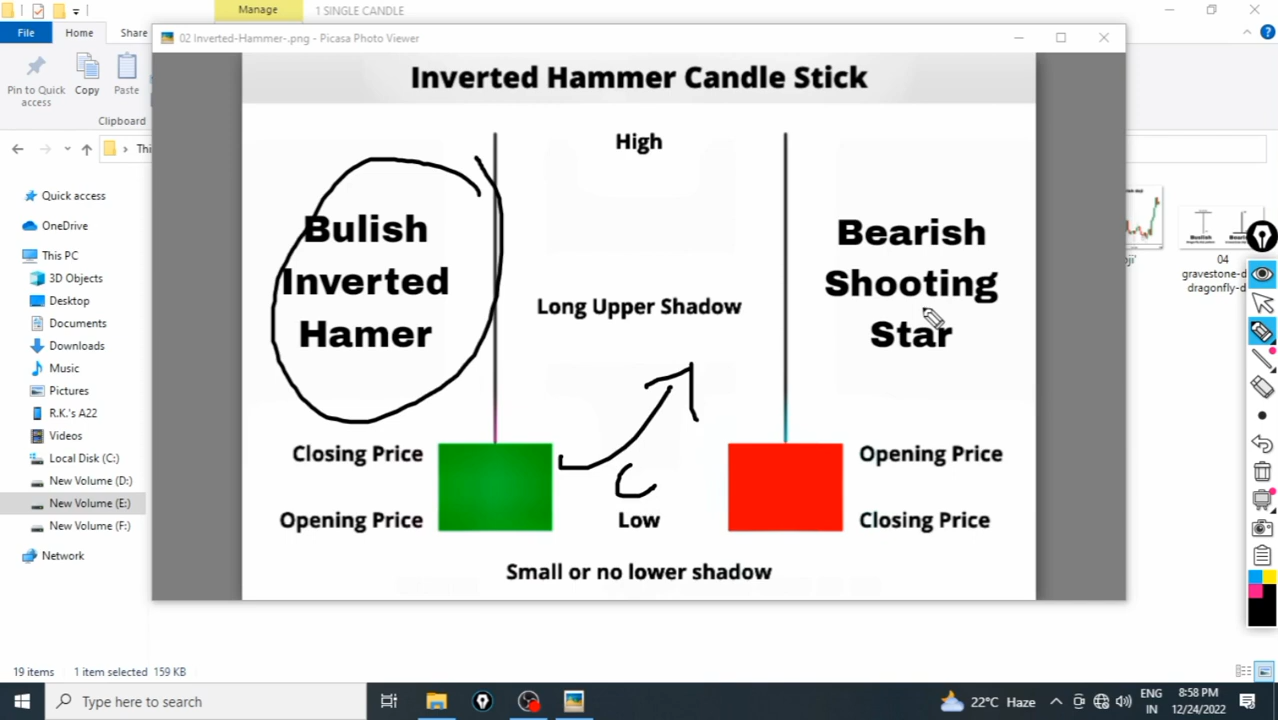 Manage
1 SINGLE CANDLE
File
Home
Share
02 Inverted-Hammer-.png - Picasa Photo Viewer
Pin to Quick access
Copy
Paste
Clipboard
Thi
Quick access
OneDrive
This PC
3D Objects
Desktop
Documents
Downloads
Music
Pictures
R.K.'s A22
Videos
Local Disk (C:)
New Volume (D:)
New Volume (E:)
New Volume (F:)
Network
Inverted Hammer Candle Stick
High
Bulish
Inverted
Hamer
Long Upper Shadow
Bearish
Shooting
Star
Closing Price
Opening Price
Low
Opening Price
Closing Price
Small or no lower shadow
04
gravestone-d
dragonfly-d
19 items
1 item selected 159 KB
Type here to search
22°C Haze
ENG
IN
8:58 PM
12/24/2022